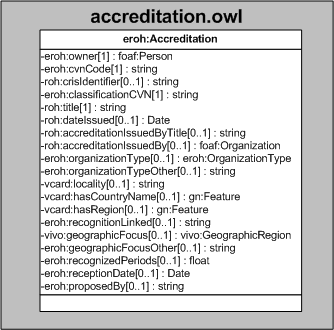 accreditation.owl
eroh:Accreditation
-eroh:owner[1] : foaf:Person
-eroh:cvnCode[1] : string
-roh:crisIdentifier[0..1] : string
-eroh:classificationCVN[1] : string
-roh:title[1] : string
-roh:dateIssued[0..1] : Date
-roh:accreditationIssuedByTitle[0..1] : string
-roh:accreditationIssuedBy[0..1] : foaf:Organization
-eroh:organizationType[0..1] : eroh:OrganizationType
-eroh:organizationTypeOther[0..1] : string
-vcard:locality[0..1] : string
-vcard:hasCountryName[0..1] : gn:Feature
-vcard:hasRegion[0..1] : gn:Feature
-eroh:recognitionLinked[0..1] : string
-vivo:geographicFocus[0..1] : vivo:GeographicRegion
-eroh:geographicFocusOther[0..1] : string
-eroh:recognizedPeriods[0..1] : float
-eroh:receptionDate[0..1] : Date
-eroh:proposedBy[0..1] : string